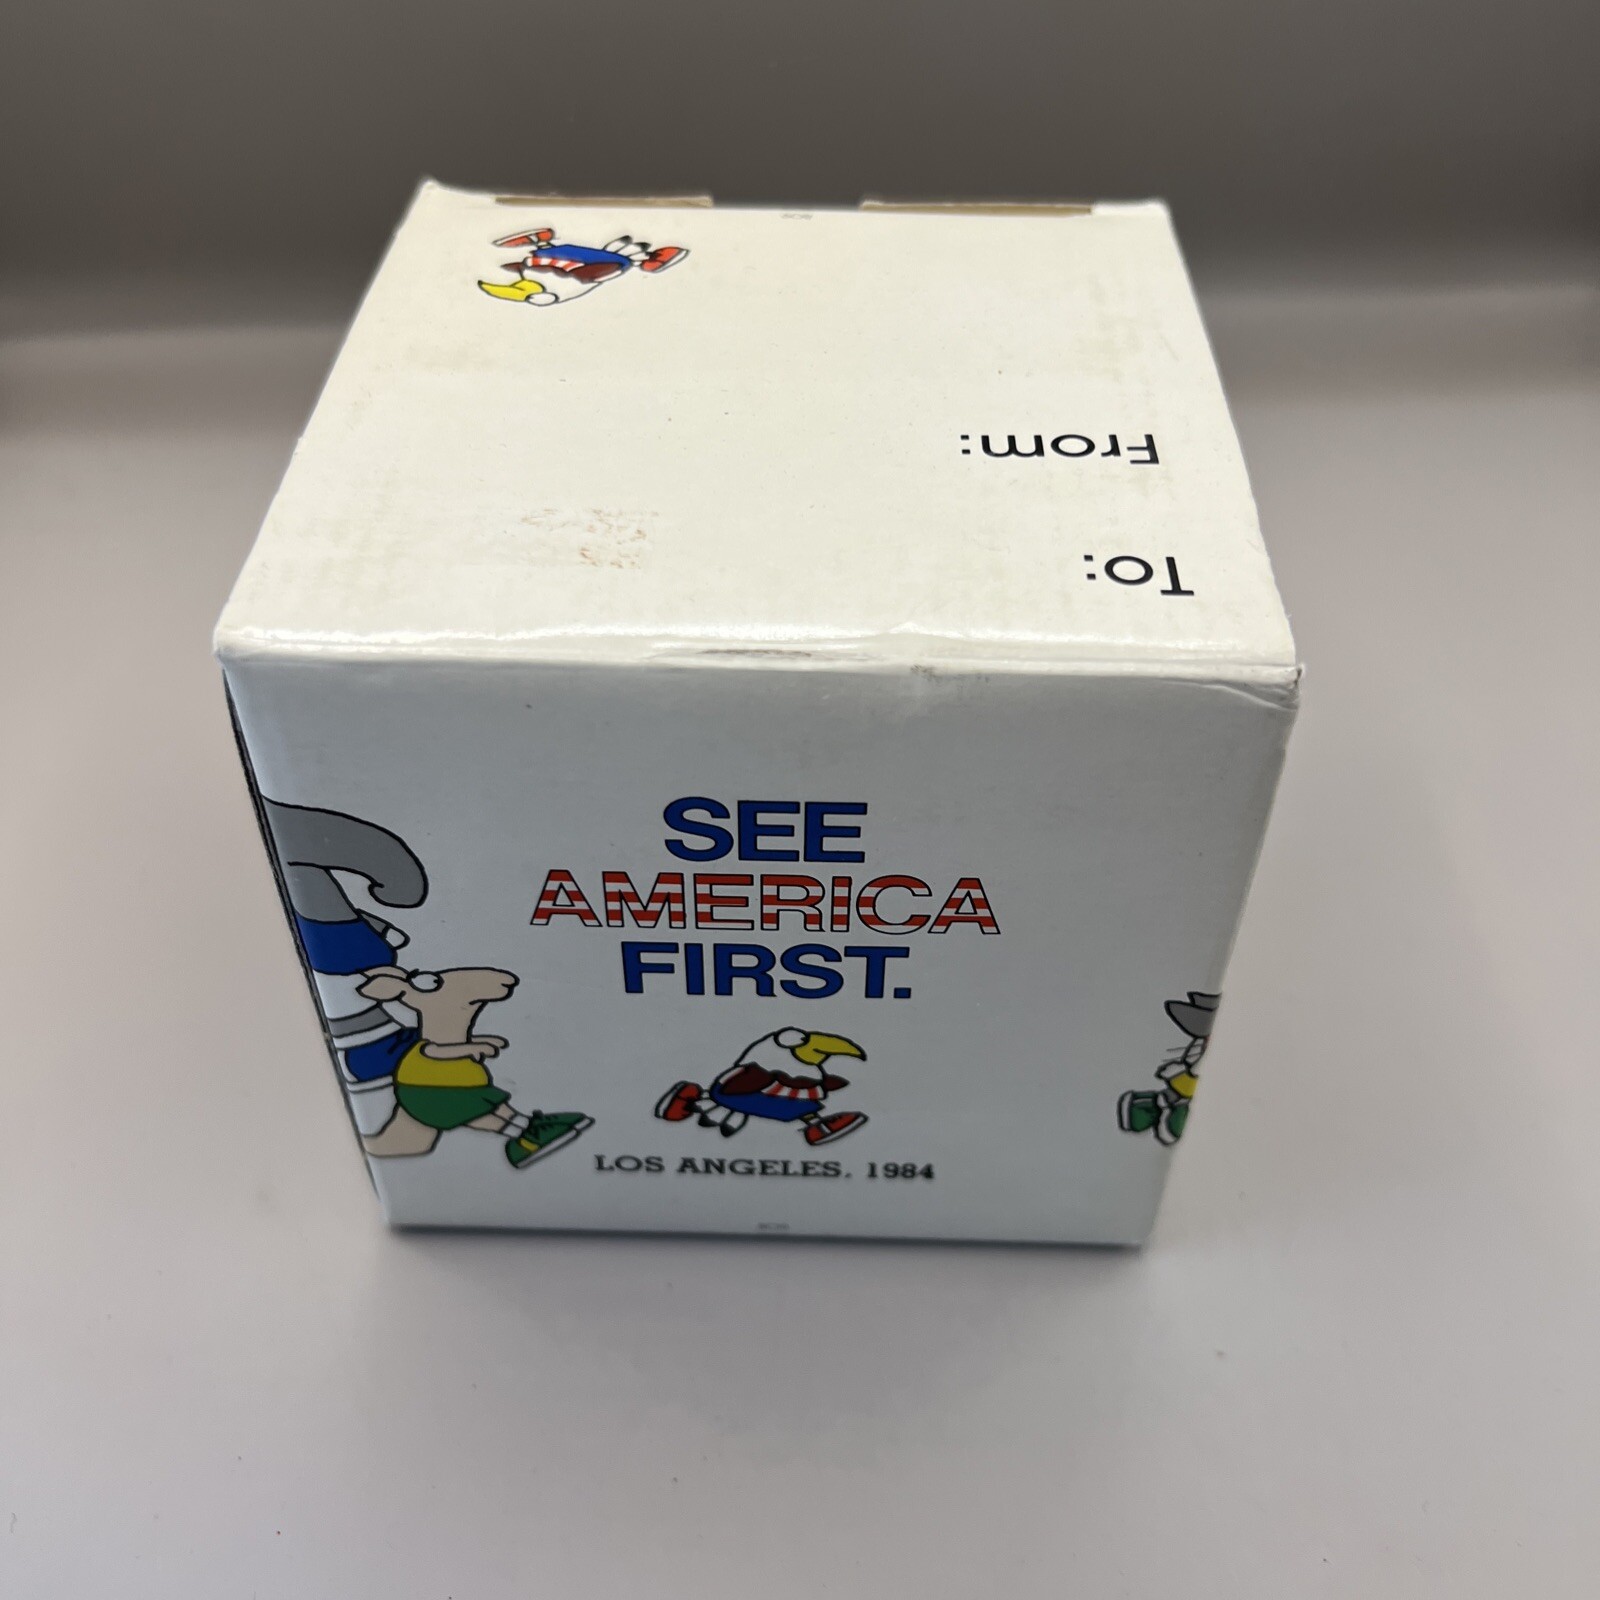 To:
From:
SEE
AMERICA
FIRST.
LOS ANGELES, 1984